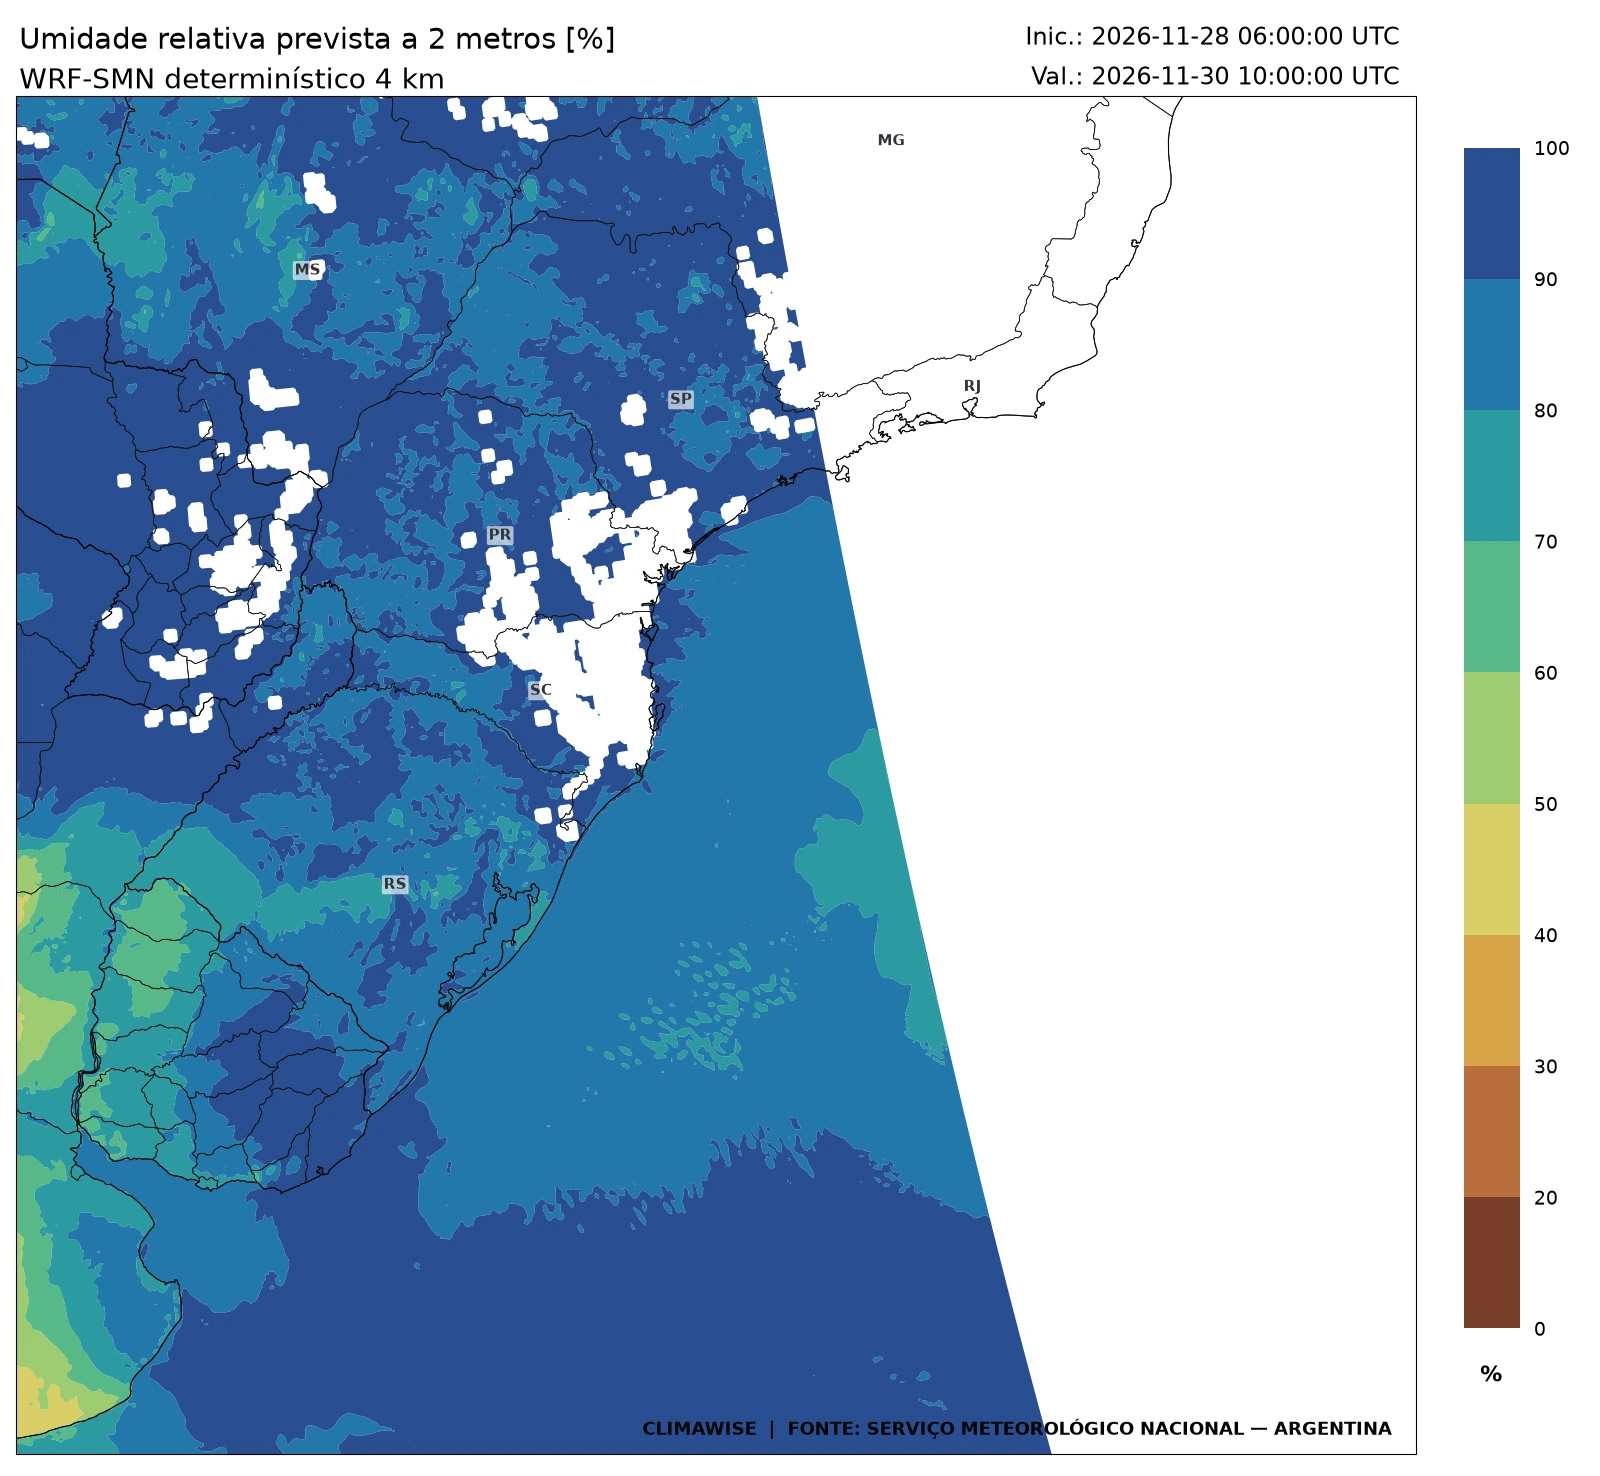 Umidade relativa prevista a 2 metros [%]
WRF-SMN determinístico 4 km
Inic.: 2026-11-28 06:00:00 UTC
Val.: 2026-11-30 10:00:00 UTC
MG
MS
SP
RJ
PR
SC
RS
100
90
80
70
60
50
40
30
20
0
%
CLIMAWISE | FONTE: SERVIÇO METEOROLÓGICO NACIONAL — ARGENTINA